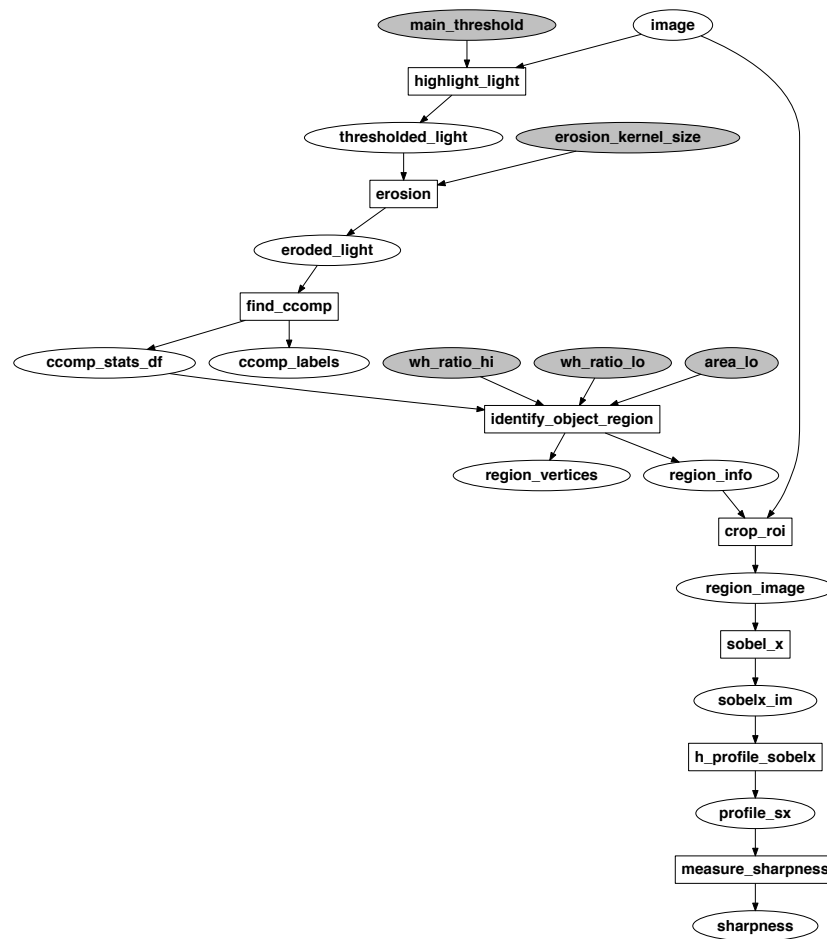 main_threshold
image
highlight_light
thresholded_light
erosion_kernel_size
erosion
eroded_light
find_ccomp
ccomp_stats_df
ccomp_labels
wh_ratio_hi
wh_ratio_lo
area_lo
identify_object_region
region_vertices
region_info
crop_roi
region_image
sobel_x
sobelx_im
h_profile_sobelx
profile_sx
measure_sharpness
sharpness